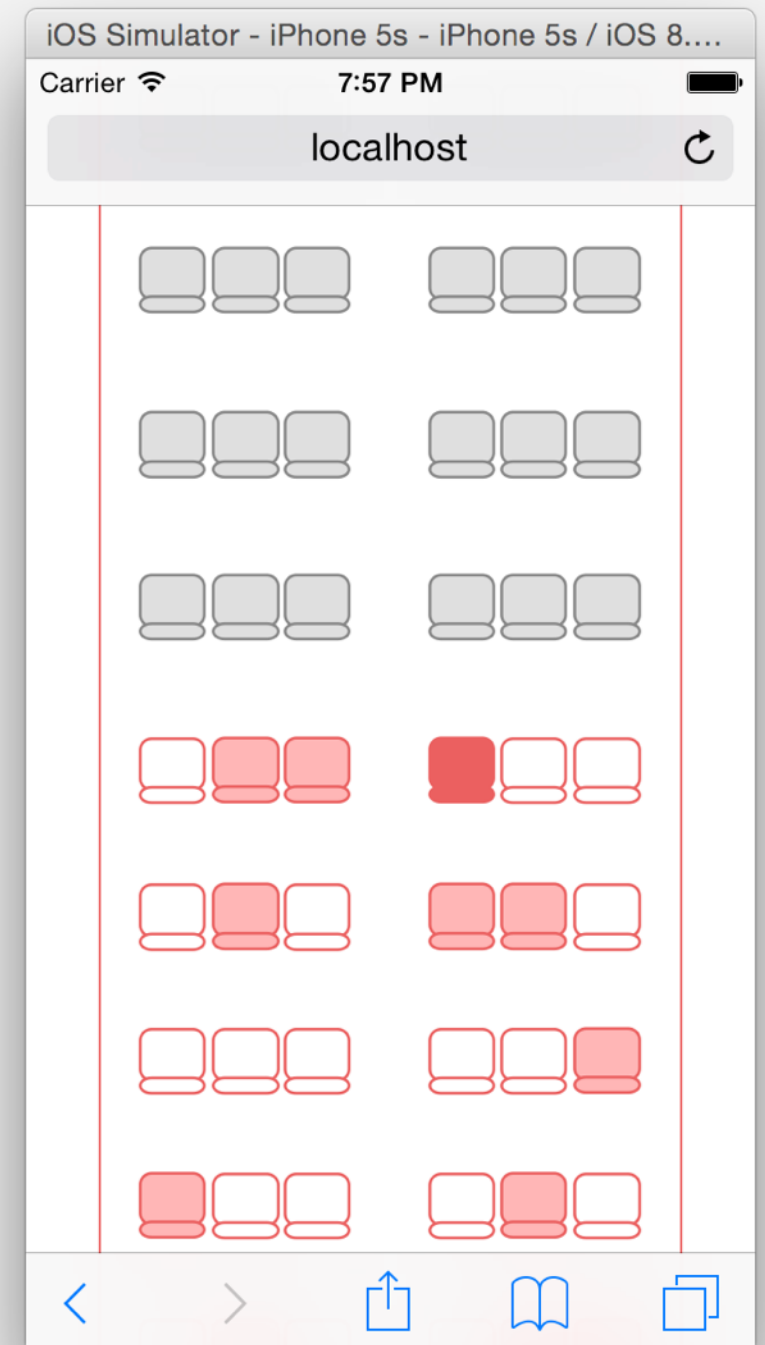 iOS Simulator - iPhone 5s - iPhone 5s / iOS 8....
Carrier 7:57 PM
localhost